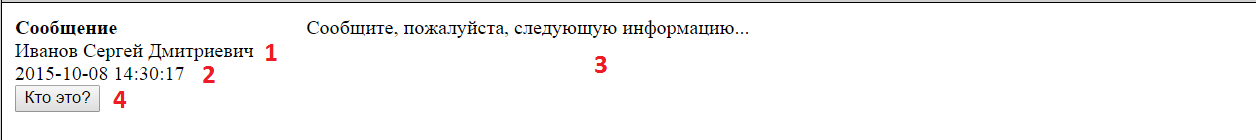 Сообщение
Иванов Сергей Дмитриевич 1
2015-10-08 14:30:17 2
Кто это? 4
Сообщите, пожалуйста, следующую информацию...
3